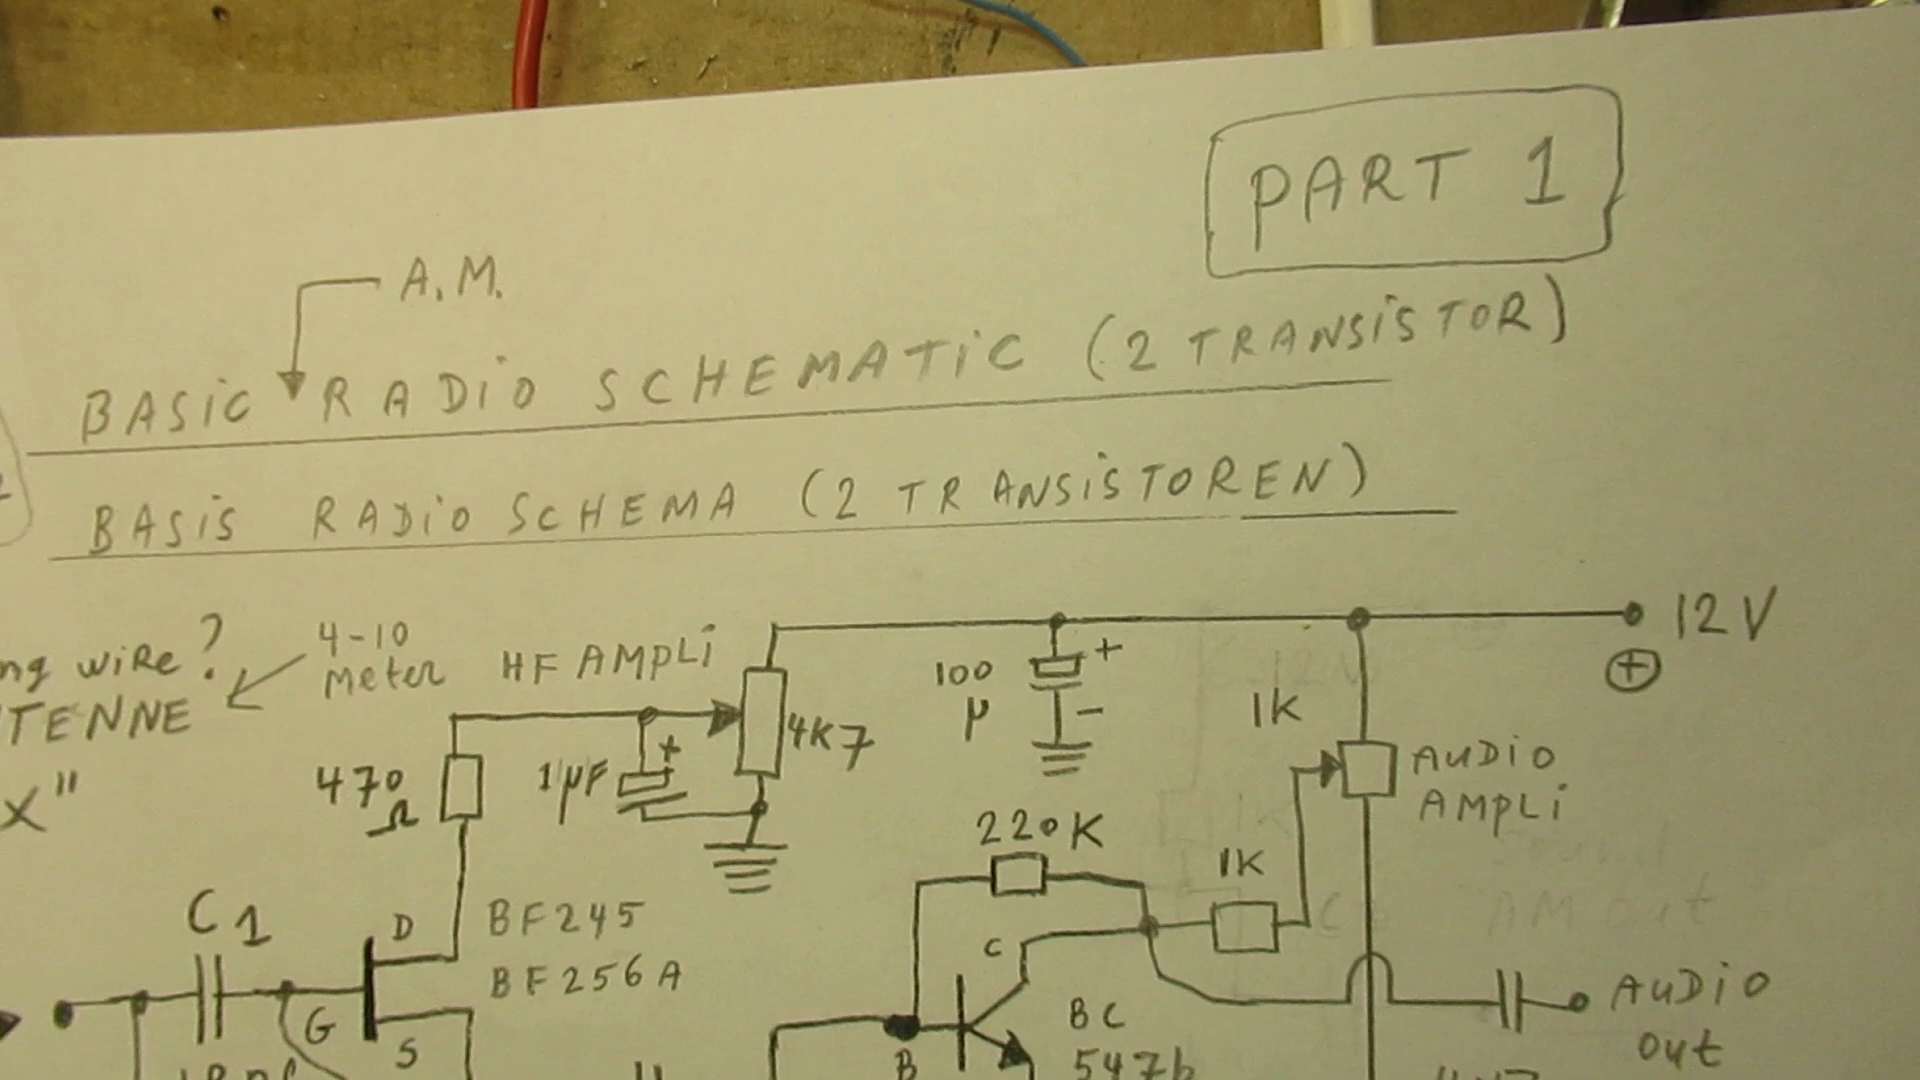 PART 1
A.M.
BASIC RADIO SCHEMATIC (2 TRANSISTOR)
BASIS RADIO SCHEMA (2 TRANSISTOREN)
wire?
4-10
meter
HF AMPLI
12V
+
100
µ
+
-
1K
4K7
470
Ω
1µF
+
X"
AUDIO
AMPLI
220K
1K
C1
D
BF245
BF256A
C
G
S
B
BC
547b
AUDIO
out